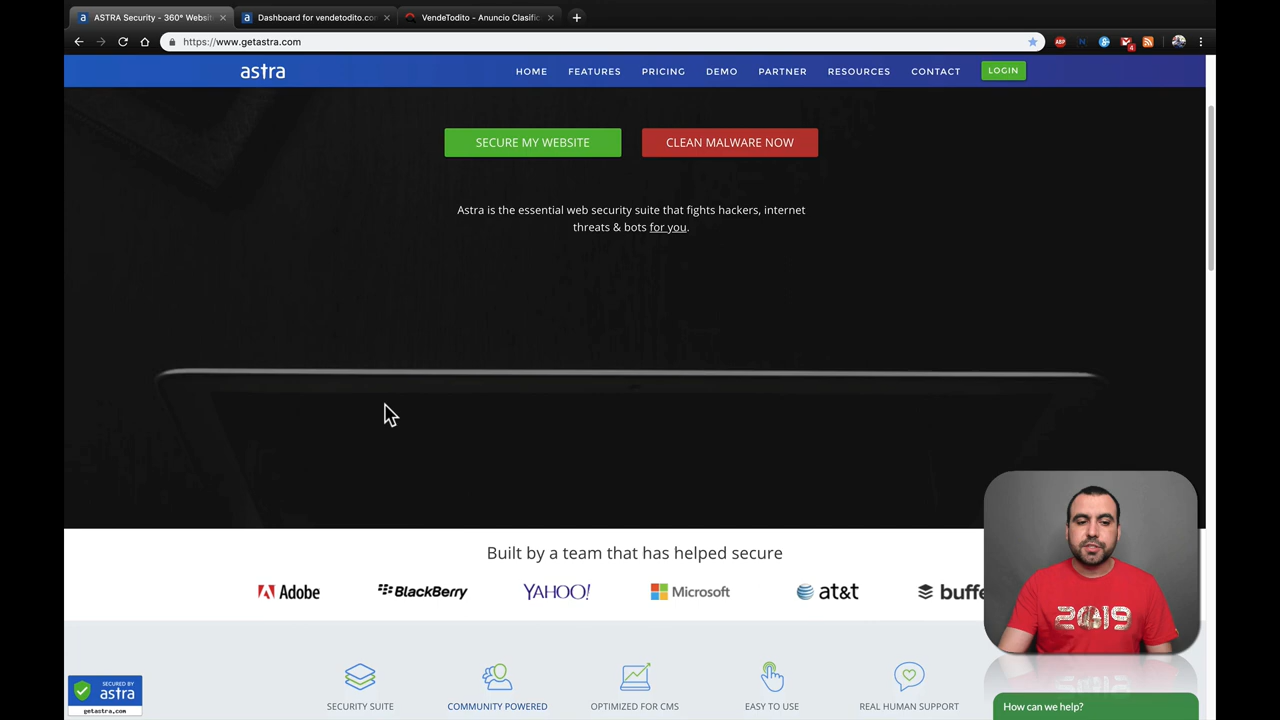 ASTRA Security - 360° Websit
Dashboard for vendetodito.com
VendeTodito - Anuncio Clasific
https://www.getastra.com
ABP
4
astra
HOME
FEATURES
PRICING
DEMO
PARTNER
RESOURCES
CONTACT
LOGIN
SECURE MY WEBSITE
CLEAN MALWARE NOW
Astra is the essential web security suite that fights hackers, internet
threats & bots for you.
Built by a team that has helped secure
Adobe
BlackBerry
YAHOO!
Microsoft
at&t
buffe
2019
SECURITY SUITE
COMMUNITY POWERED
OPTIMIZED FOR CMS
EASY TO USE
REAL HUMAN SUPPORT
SECURED BY
astra
getastra.com
How can we help?